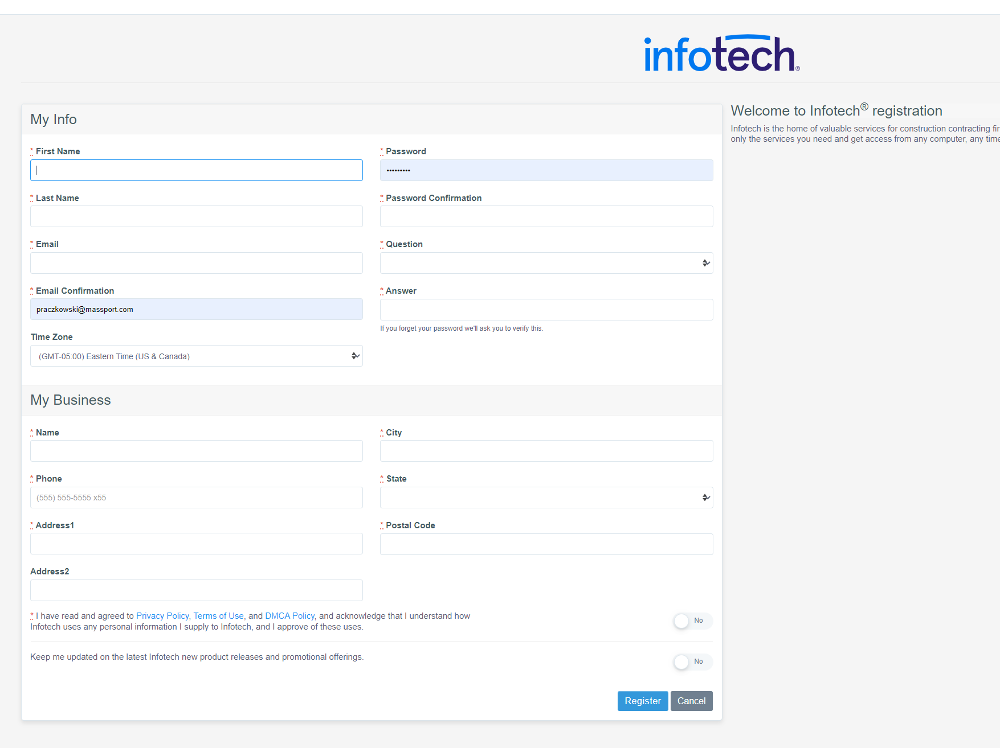 infotech®
My Info
* First Name
* Last Name
* Email
* Email Confirmation
praczkowski@massport.com
Time Zone
(GMT-05:00) Eastern Time (US & Canada)
* Password
•••••••••
* Password Confirmation
* Question
* Answer
If you forget your password we'll ask you to verify this.
My Business
* Name
* Phone
(555) 555-5555 x55
* Address1
Address2
* City
* State
* Postal Code
* I have read and agreed to Privacy Policy, Terms of Use, and DMCA Policy, and acknowledge that I understand how
Infotech uses any personal information I supply to Infotech, and I approve of these uses.
No
Keep me updated on the latest Infotech new product releases and promotional offerings.
No
Register
Cancel
Welcome to Infotech® registration
Infotech is the home of valuable services for construction contracting
only the services you need and get access from any computer, any time